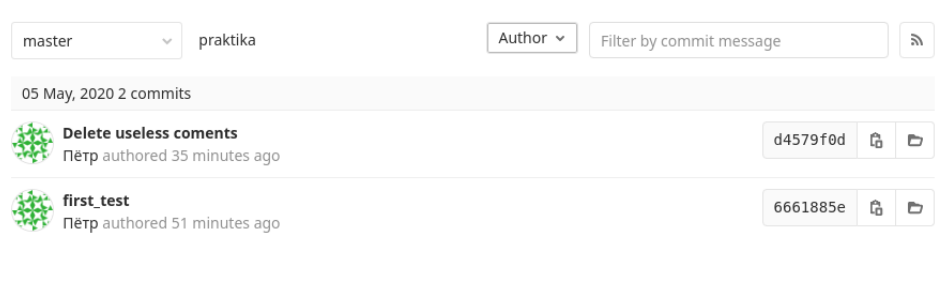 master praktika Author Filter by commit message
05 May, 2020 2 commits
Delete useless coments
Пётр authored 35 minutes ago
d4579f0d
first_test
Пётр authored 51 minutes ago
6661885e